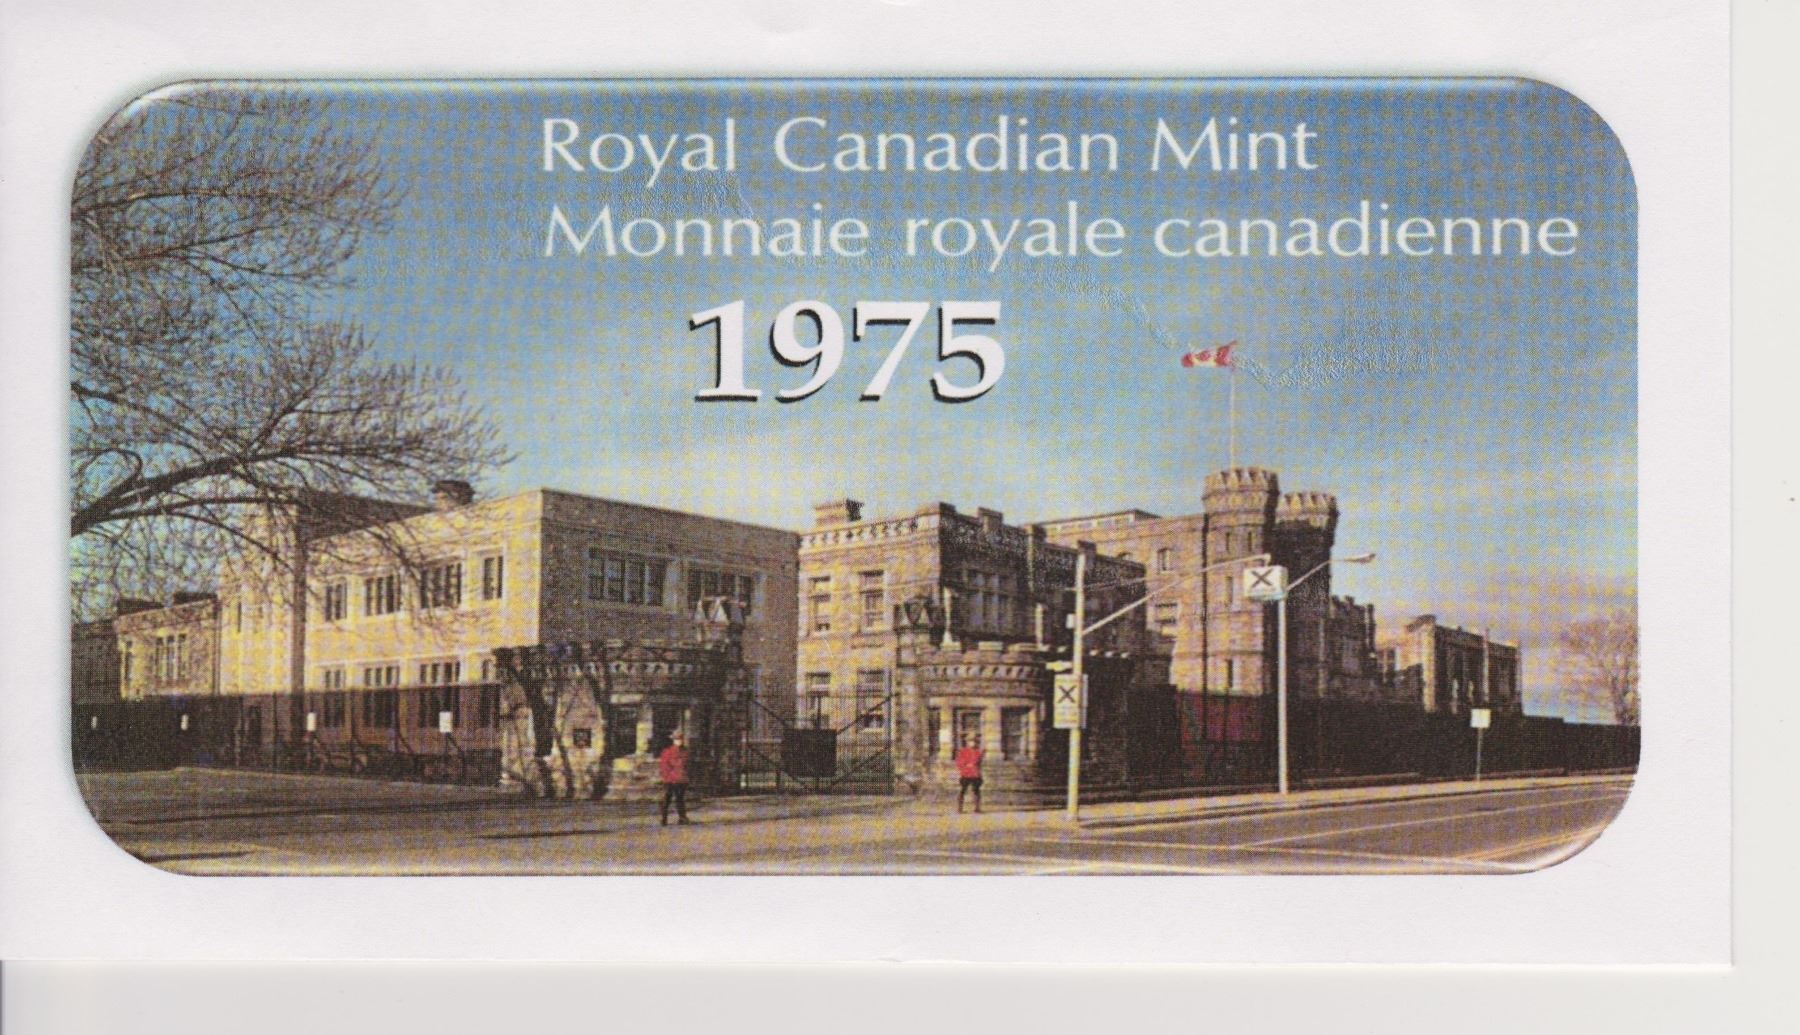 Royal Canadian Mint
Monnaie royale canadienne
1975